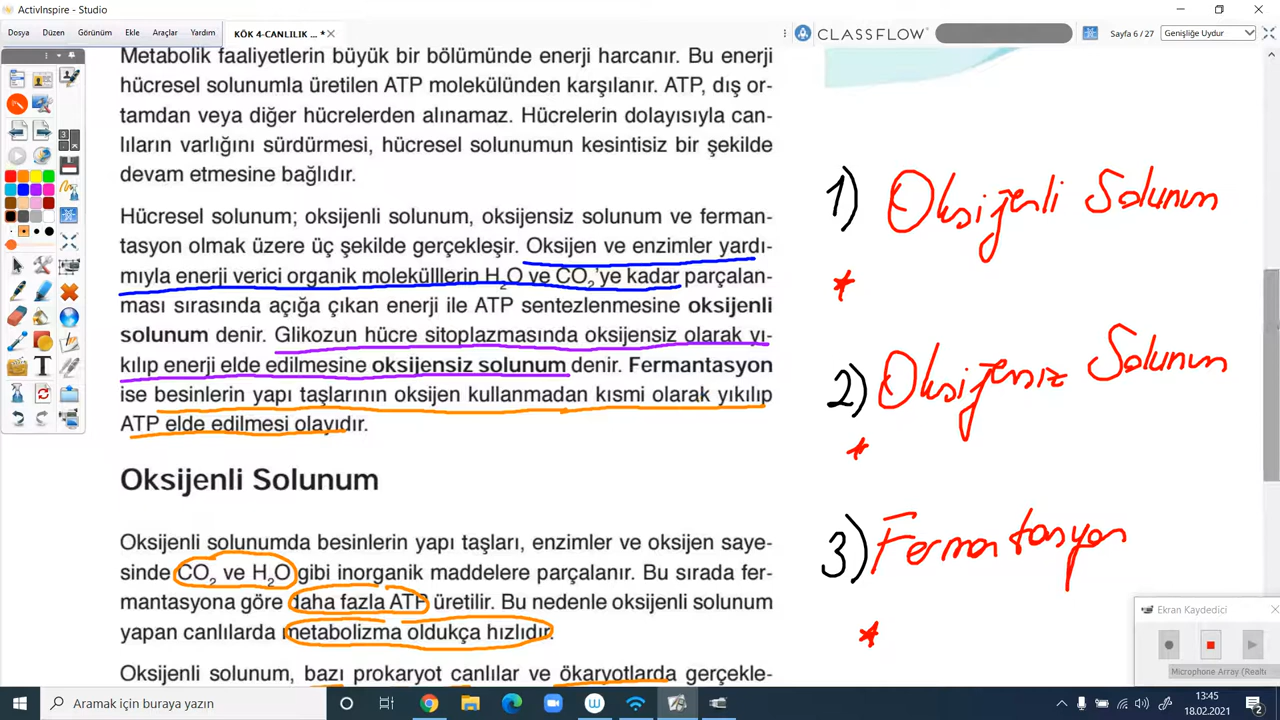 ActivInspire - Studio
Dosya Düzen Görünüm Ekle Araçlar Yardım
KÖK 4-CANLILIK ... *
CLASSFLOW
Sayfa 6 / 27
Genişliğe Uydur
3
Metabolik faaliyetlerin büyük bir bölümünde enerji harcanır. Bu enerji
hücresel solunumla üretilen ATP molekülünden karşılanır. ATP, dış or-
tamdan veya diğer hücrelerden alınamaz. Hücrelerin dolayısıyla can-
lıların varlığını sürdürmesi, hücresel solunumun kesintisiz bir şekilde
devam etmesine bağlıdır.
Hücresel solunum; oksijenli solunum, oksijensiz solunum ve ferman-
tasyon olmak üzere üç şekilde gerçekleşir. Oksijen ve enzimler yardı-
mıyla enerji verici organik molekülllerin H₂O ve CO₂'ye kadar parçalan-
ması sırasında açığa çıkan enerji ile ATP sentezlenmesine oksijenli
solunum denir. Glikozun hücre sitoplazmasında oksijensiz olarak yı-
kılıp enerji elde edilmesine oksijensiz solunum denir. Fermantasyon
ise besinlerin yapı taşlarının oksijen kullanmadan kısmi olarak yıkılıp
ATP elde edilmesi olayıdır.
Oksijenli Solunum
Oksijenli solunumda besinlerin yapı taşları, enzimler ve oksijen saye-
sinde CO₂ ve H₂O gibi inorganik maddelere parçalanır. Bu sırada fer-
mantasyona göre daha fazla ATP üretilir. Bu nedenle oksijenli solunum
yapan canlılarda metabolizma oldukça hızlıdır.
Oksijenli solunum, bazı prokaryot canlılar ve ökaryotlarda gerçekle-
1) Oksijenli Solunum
2) Oksijensiz Solunum
3) Fermantasyon
Ekran Kaydedici
Microphone Array (Realte
Aramak için buraya yazın
13:45
18.02.2021
2